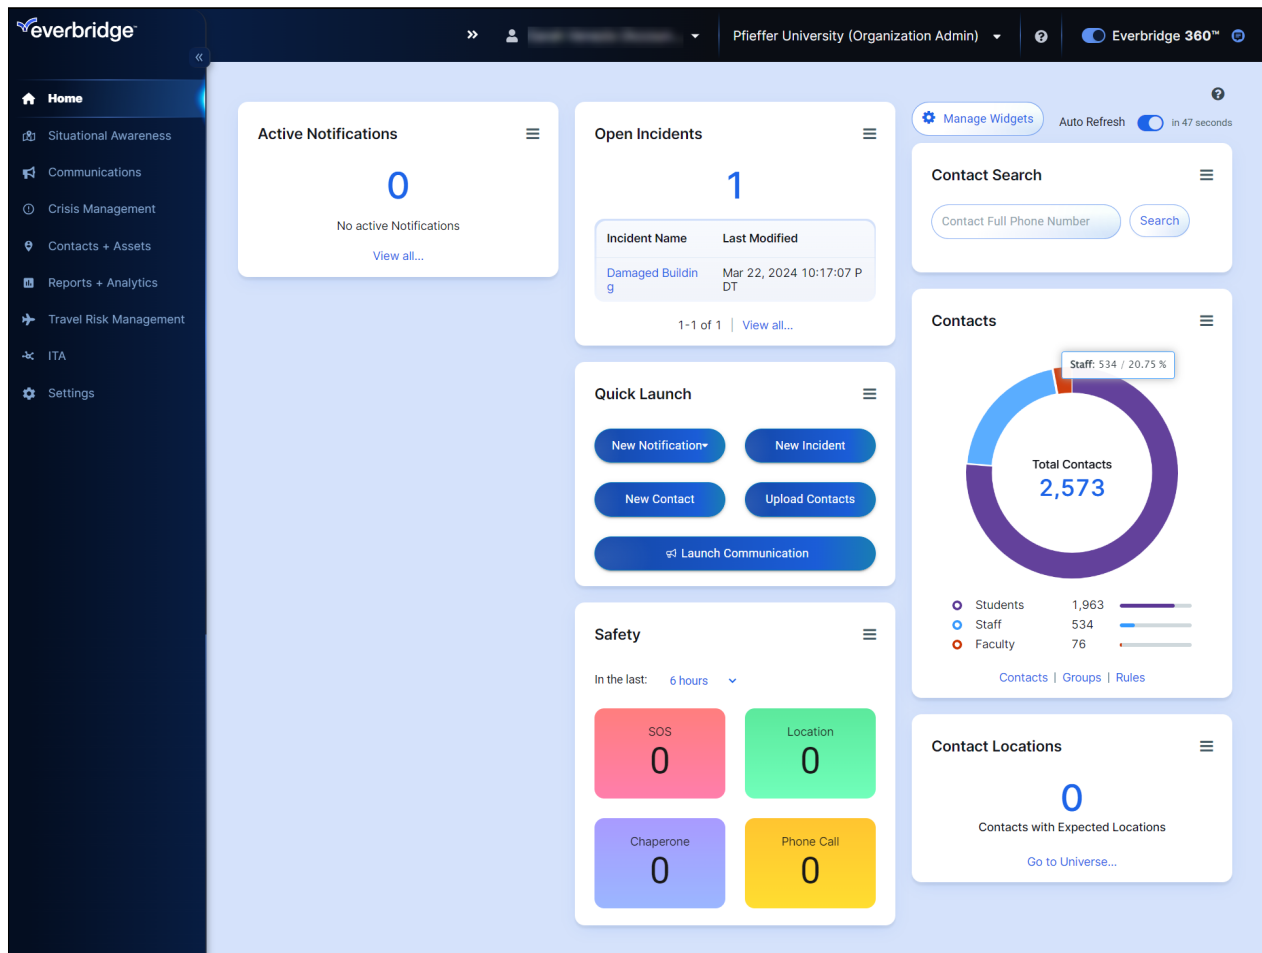 everbridge™
Pfieffer University (Organization Admin)
Everbridge 360™
Home
Situational Awareness
Communications
Crisis Management
Contacts + Assets
Reports + Analytics
Travel Risk Management
ITA
Settings
Active Notifications
0
No active Notifications
View all...
Open Incidents
1
Incident Name Last Modified
Damaged Buildin
g
Mar 22, 2024 10:17:07 P
DT
1-1 of 1 | View all...
Quick Launch
New Notification
New Incident
New Contact
Upload Contacts
Launch Communication
Safety
In the last: 6 hours
SOS
0
Location
0
Chaperone
0
Phone Call
0
Manage Widgets
Auto Refresh in 47 seconds
Contact Search
Contact Full Phone Number
Search
Contacts
Staff: 534 / 20.75 %
Total Contacts
2,573
Students 1,963
Staff 534
Faculty 76
Contacts | Groups | Rules
Contact Locations
0
Contacts with Expected Locations
Go to Universe...